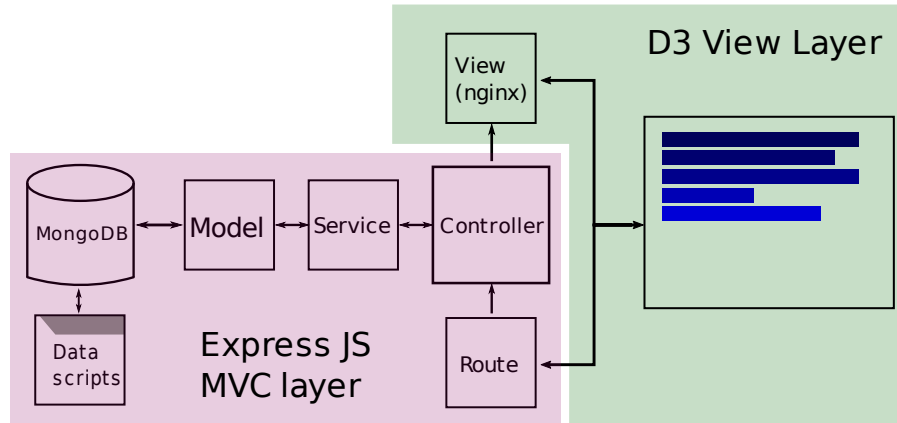 D3 View Layer
View
(nginx)
MongoDB
Model
Service
Controller
Data
scripts
Express JS
MVC layer
Route